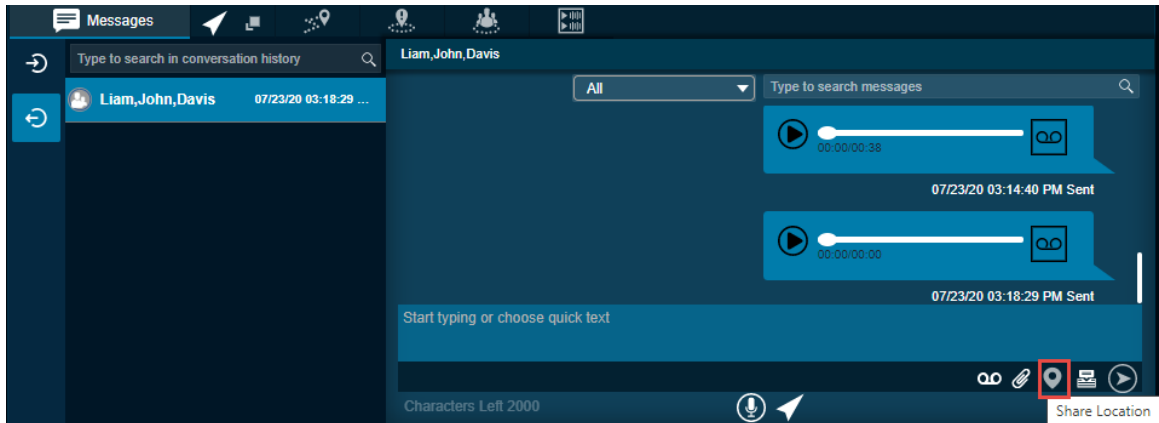 Messages
Type to search in conversation history
Liam,John,Davis 07/23/20 03:18:29 ...
Liam,John,Davis
All
Type to search messages
00:00/00:38
07/23/20 03:14:40 PM Sent
00:00/00:00
07/23/20 03:18:29 PM Sent
Start typing or choose quick text
Characters Left 2000
Share Location